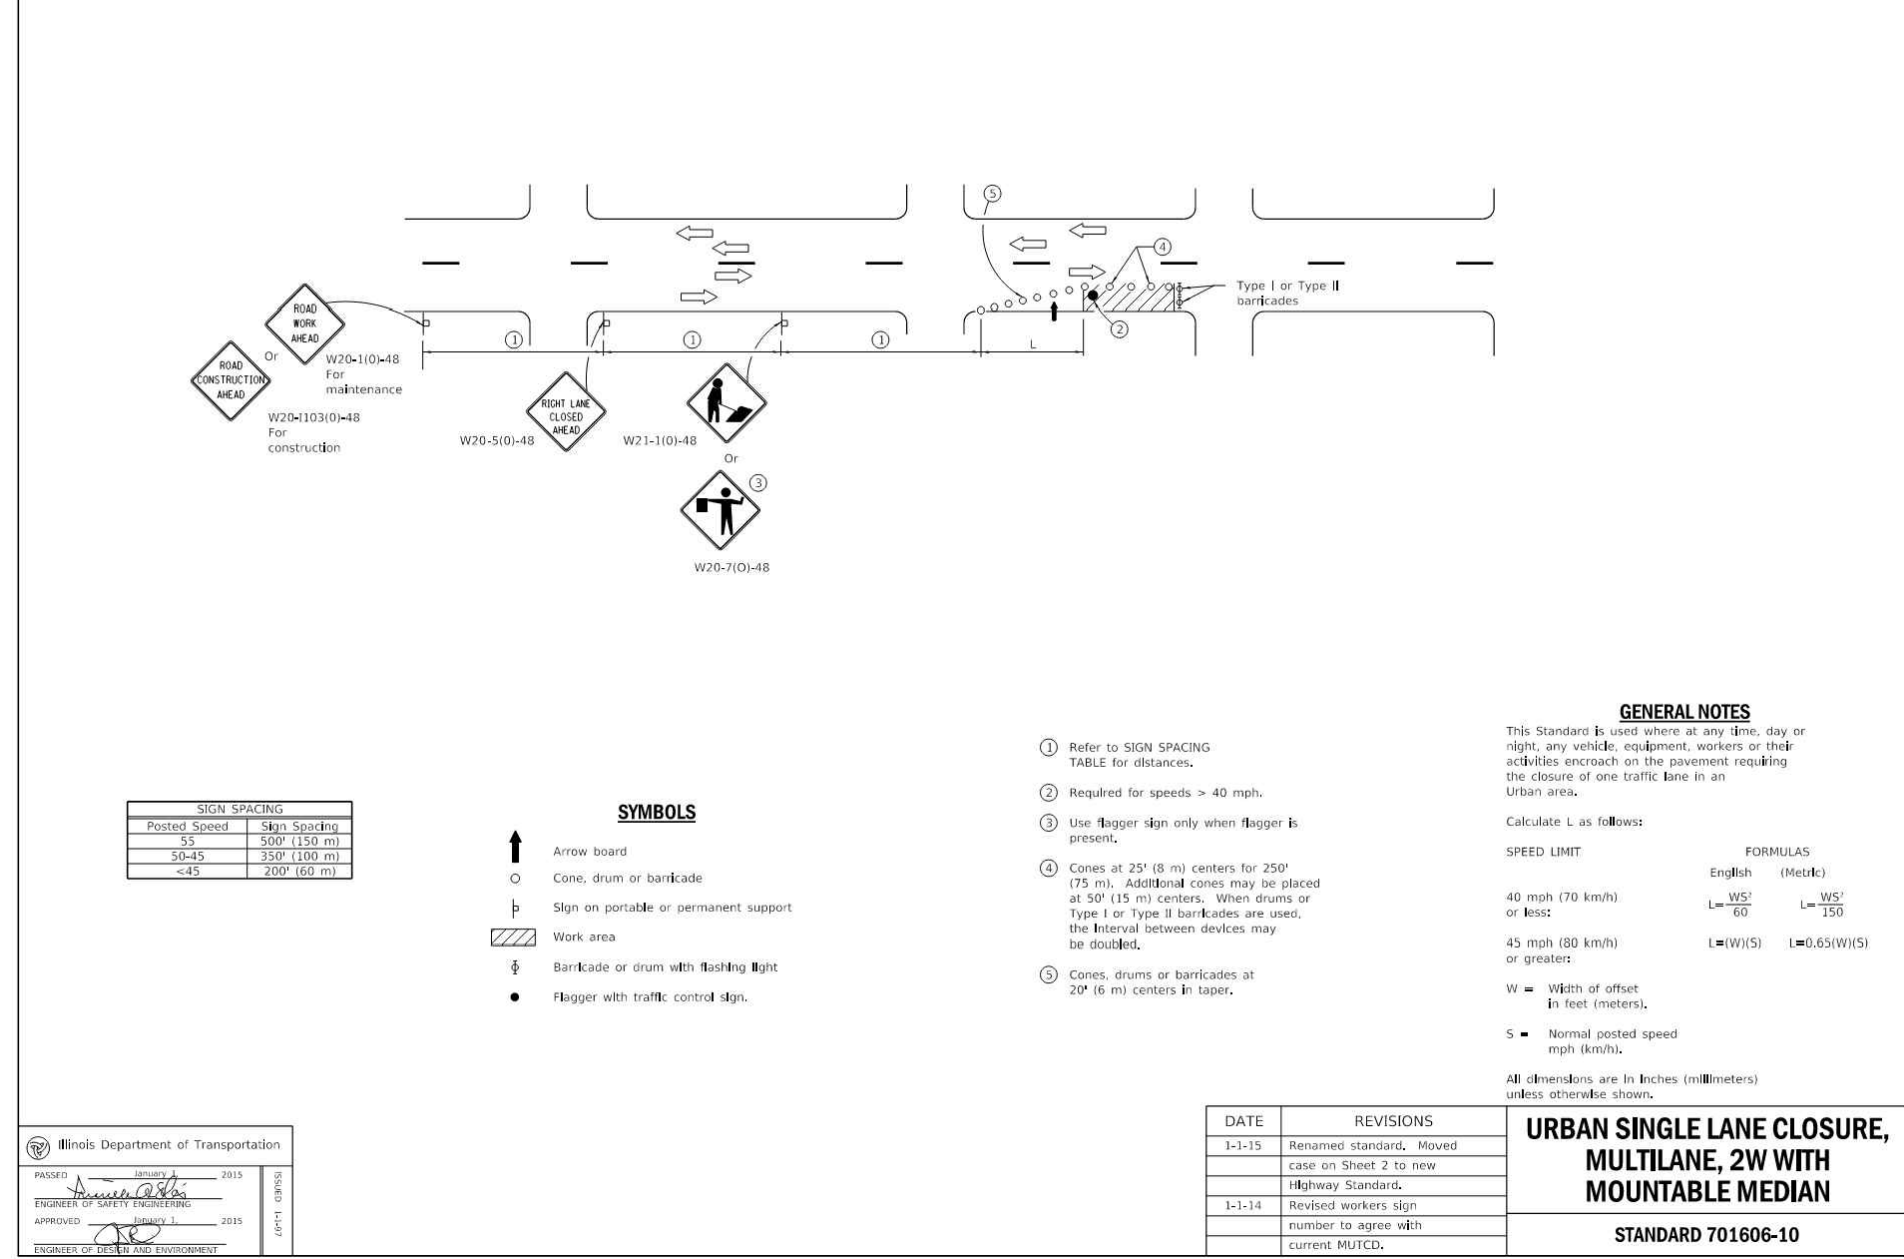 5
4
Type I or Type II
barricades
2
ROAD
WORK
AHEAD
Or
W20-1(O)-48
For
maintenance
ROAD
CONSTRUCTION
AHEAD
W20-I103(O)-48
For
construction
1
1
1
L
RIGHT LANE
CLOSED
AHEAD
W20-5(O)-48
W21-1(O)-48
Or
3
W20-7(O)-48
SIGN SPACING
Posted Speed Sign Spacing
55 500' (150 m)
50-45 350' (100 m)
<45 200' (60 m)
SYMBOLS
Arrow board
Cone, drum or barricade
Sign on portable or permanent support
Work area
Barricade or drum with flashing light
Flagger with traffic control sign.
1 Refer to SIGN SPACING
TABLE for distances.
2 Required for speeds > 40 mph.
3 Use flagger sign only when flagger is
present.
4 Cones at 25' (8 m) centers for 250'
(75 m). Additional cones may be placed
at 50' (15 m) centers. When drums or
Type I or Type II barricades are used,
the interval between devices may
be doubled.
5 Cones, drums or barricades at
20' (6 m) centers in taper.
GENERAL NOTES
This Standard is used where at any time, day or
night, any vehicle, equipment, workers or their
activities encroach on the pavement requiring
the closure of one traffic lane in an
Urban area.
Calculate L as follows:
SPEED LIMIT FORMULAS
English (Metric)
40 mph (70 km/h) L=WS²/60 L=WS²/150
or less:
45 mph (80 km/h) L=(W)(S) L=0.65(W)(S)
or greater:
W = Width of offset
in feet (meters).
S = Normal posted speed
mph (km/h).
All dimensions are in inches (millimeters)
unless otherwise shown.
Illinois Department of Transportation
PASSED January 1, 2015
ENGINEER OF SAFETY ENGINEERING
APPROVED January 1, 2015
ENGINEER OF DESIGN AND ENVIRONMENT
ISSUED 1-1-97
DATE REVISIONS
1-1-15 Renamed standard. Moved
case on Sheet 2 to new
Highway Standard.
1-1-14 Revised workers sign
number to agree with
current MUTCD.
URBAN SINGLE LANE CLOSURE,
MULTILANE, 2W WITH
MOUNTABLE MEDIAN
STANDARD 701606-10